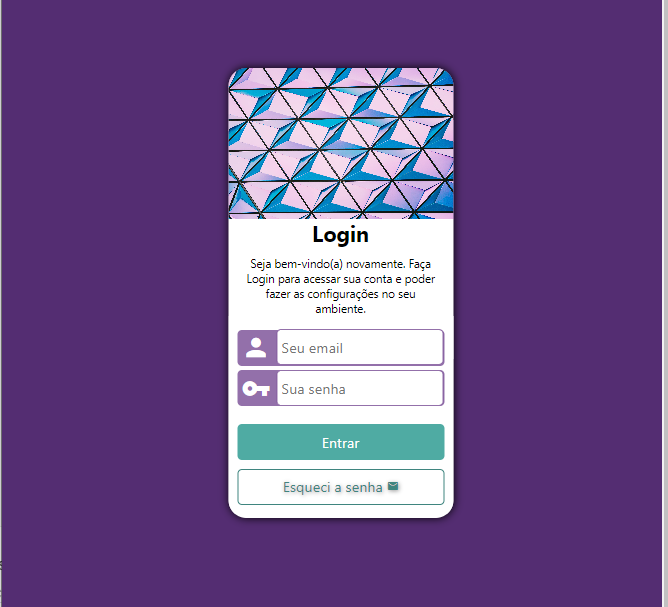 Login
Seja bem-vindo(a) novamente. Faça
Login para acessar sua conta e poder
fazer as configurações no seu
ambiente.
Seu email
Sua senha
Entrar
Esqueci a senha